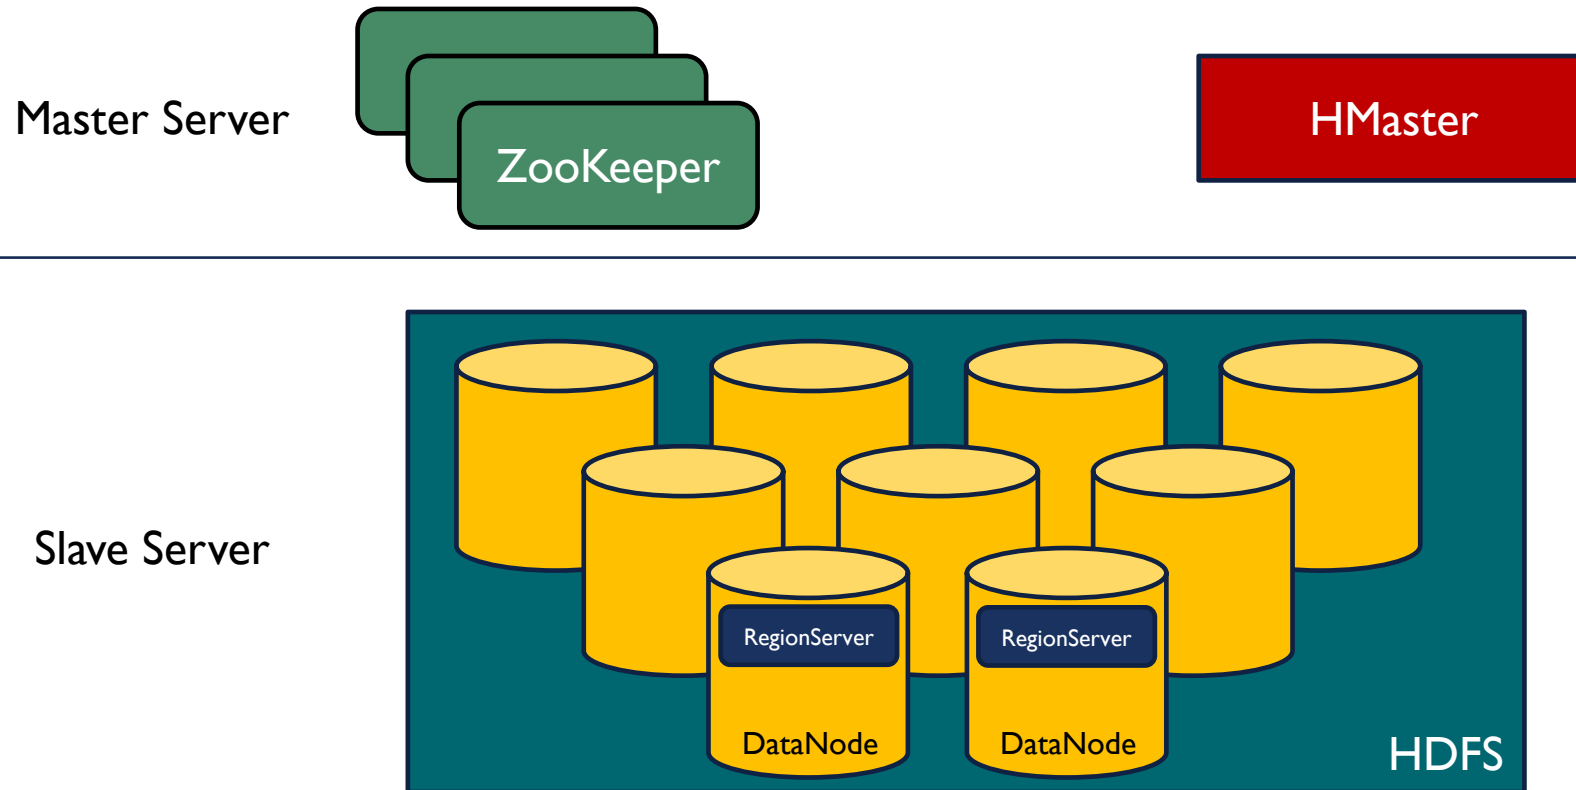 Master Server
ZooKeeper
HMaster
Slave Server
RegionServer
RegionServer
DataNode
DataNode
HDFS